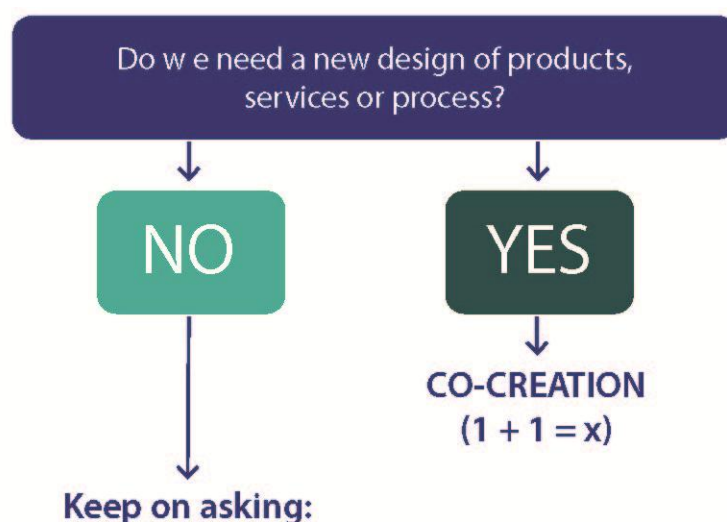 Do w e need a new design of products,
services or process?
NO
YES
CO-CREATION
(1 + 1 = x)
Keep on asking: